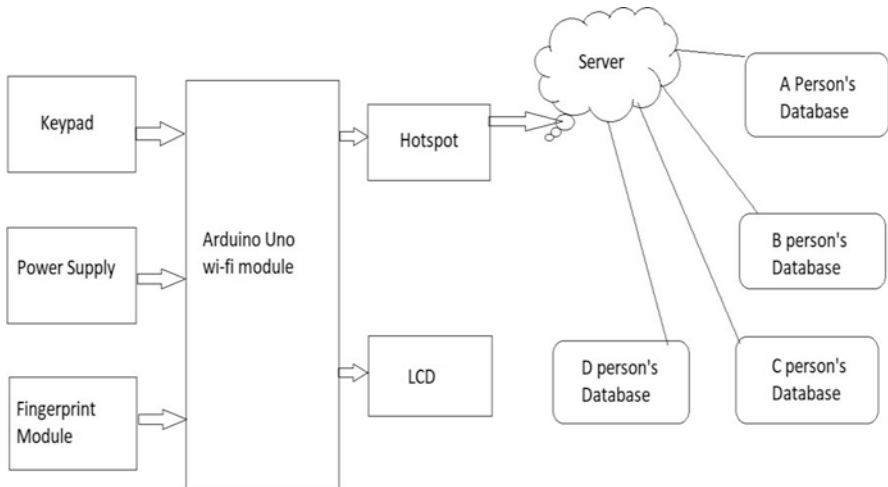 Keypad
Power Supply
Fingerprint
Module
Arduino Uno
wi-fi module
Hotspot
LCD
Server
A Person's
Database
B person's
Database
C person's
Database
D person's
Database